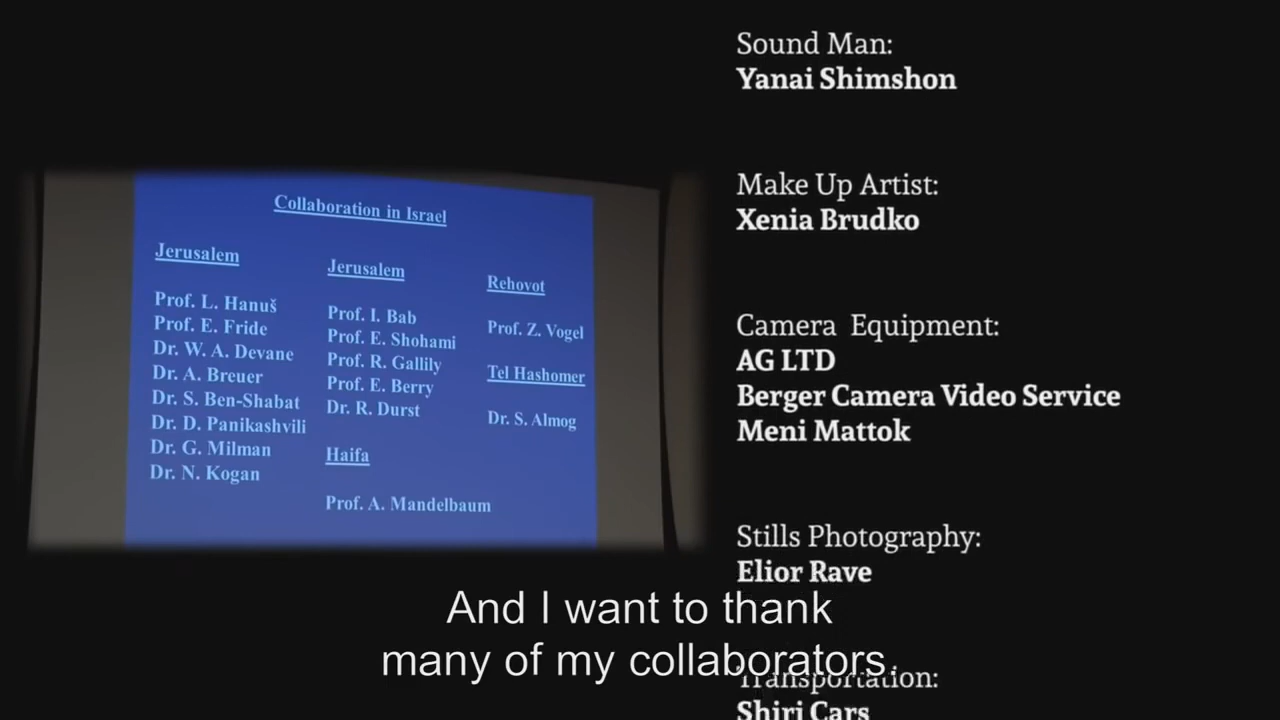 Collaboration in Israel
Jerusalem
Prof. L. Hanuš
Prof. E. Fride
Dr. W. A. Devane
Dr. A. Breuer
Dr. S. Ben-Shabat
Dr. D. Panikashvili
Dr. G. Milman
Dr. N. Kogan
Jerusalem
Prof. I. Bab
Prof. E. Shohami
Prof. R. Gallily
Prof. E. Berry
Dr. R. Durst
Haifa
Prof. A. Mandelbaum
Rehovot
Prof. Z. Vogel
Tel Hashomer
Dr. S. Almog
Sound Man:
Yanai Shimshon
Make Up Artist:
Xenia Brudko
Camera Equipment:
AG LTD
Berger Camera Video Service
Meni Mattok
Stills Photography:
Elior Rave
Transportation:
Shiri Cars
And I want to thank
many of my collaborators.